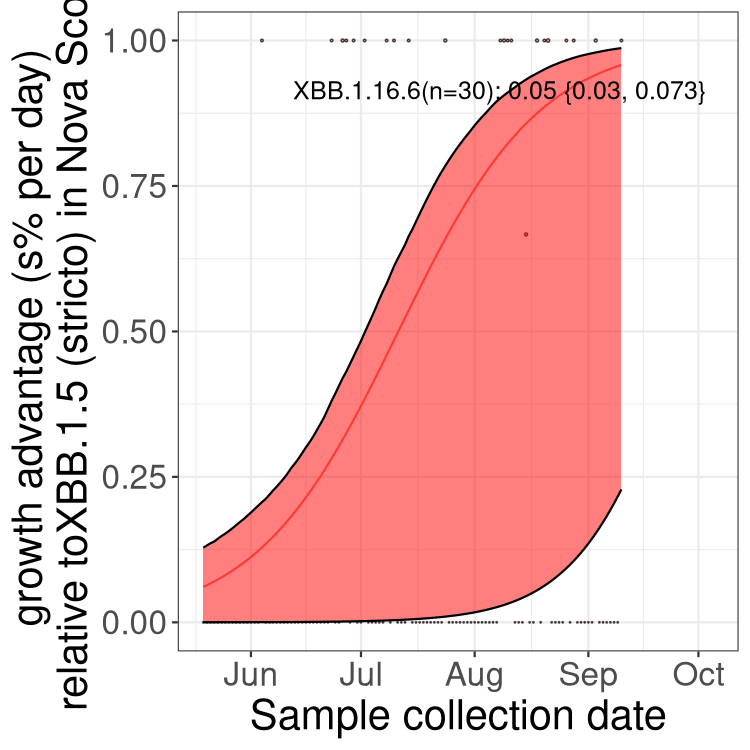 growth advantage (s% per day)
relative toXBB.1.5 (stricto) in Nova Sco
1.00
0.75
0.50
0.25
0.00
XBB.1.16.6(n=30): 0.05 {0.03, 0.073}
Jun Jul Aug Sep Oct
Sample collection date